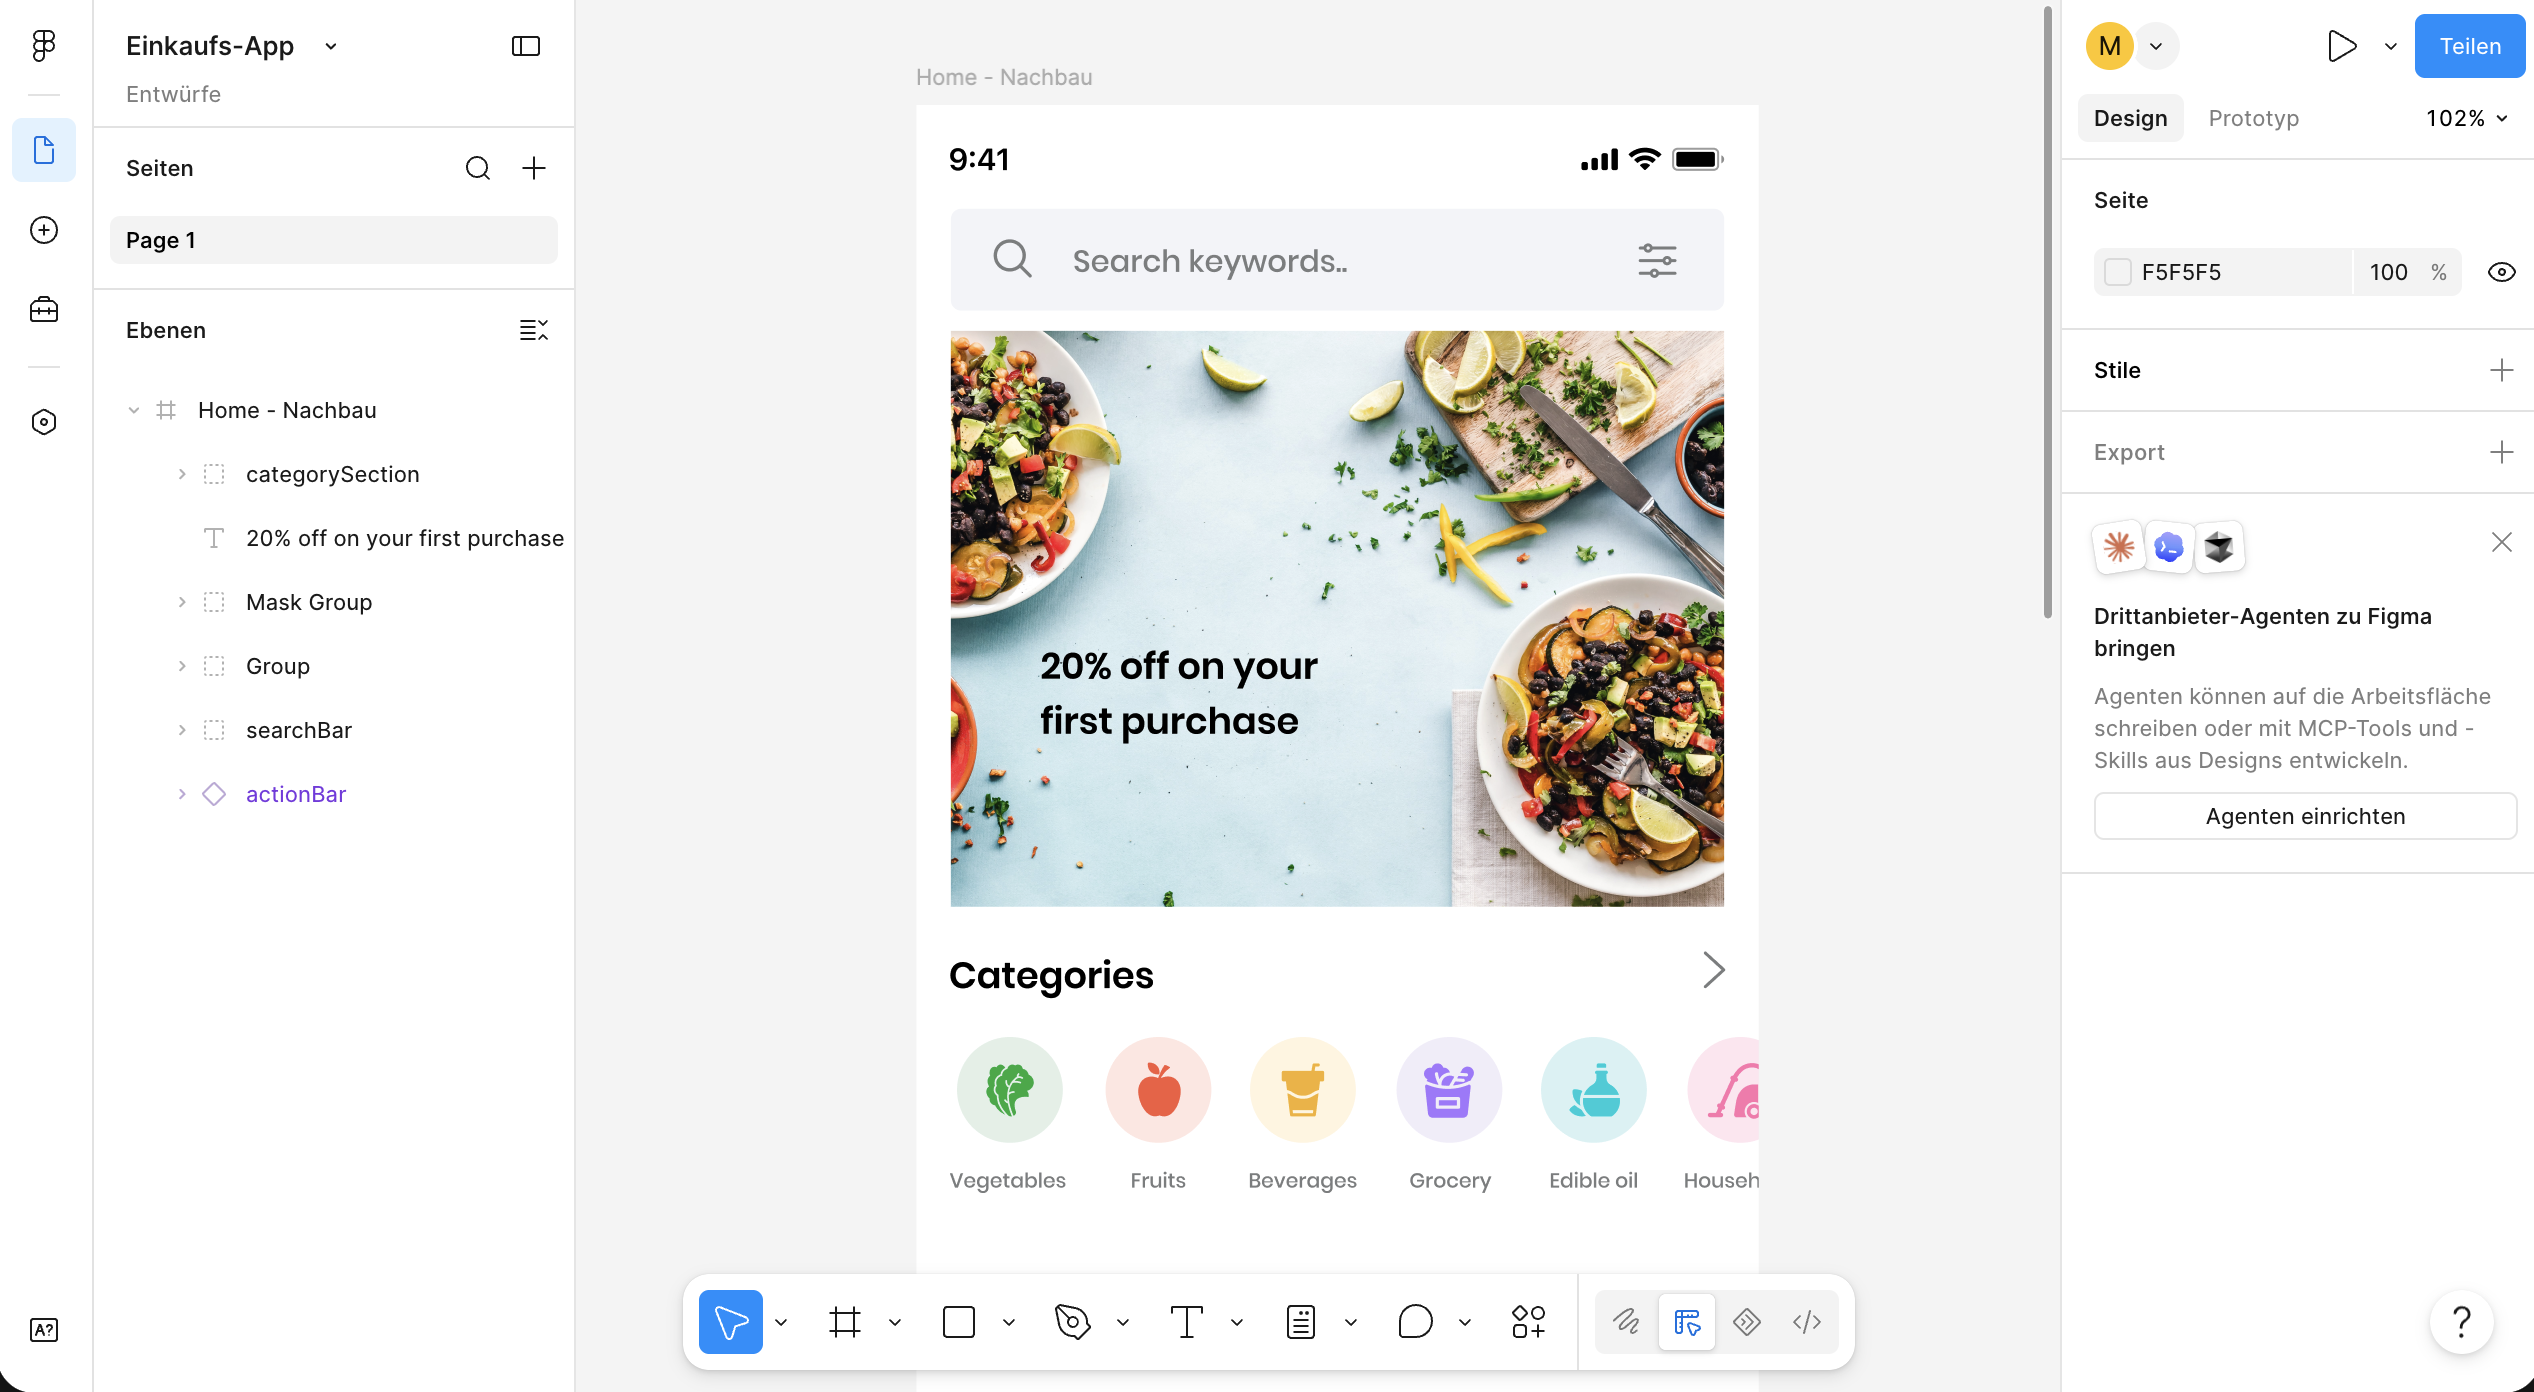 Einkaufs-App
Entwürfe
Seiten
Page 1
Ebenen
Home - Nachbau
categorySection
20% off on your first purchase
Mask Group
Group
searchBar
actionBar
A?
Home - Nachbau
9:41
Search keywords..
20% off on your
first purchase
Categories
Vegetables
Fruits
Beverages
Grocery
Edible oil
Househ
M
Teilen
Design
Prototyp
102%
Seite
F5F5F5
100 %
Stile
Export
Drittanbieter-Agenten zu Figma
bringen
Agenten können auf die Arbeitsfläche
schreiben oder mit MCP-Tools und -
Skills aus Designs entwickeln.
Agenten einrichten
?